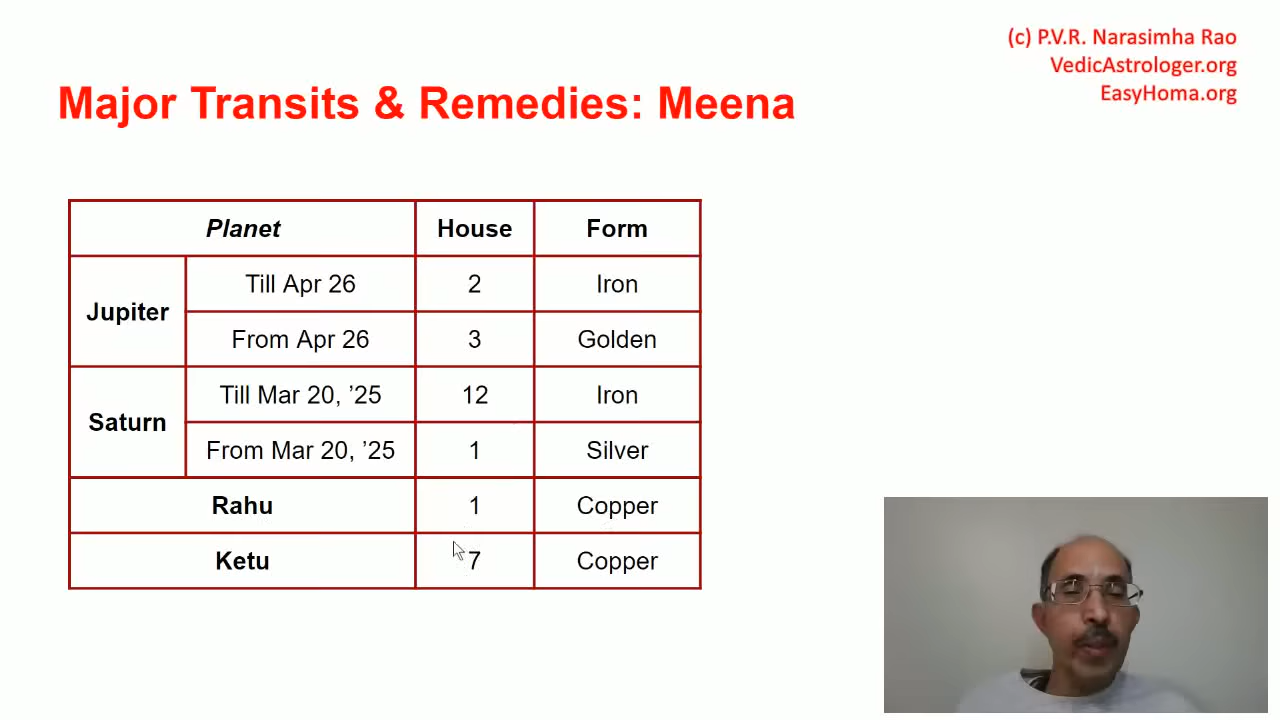 (c) P.V.R. Narasimha Rao
VedicAstrologer.org
EasyHoma.org
Major Transits & Remedies: Meena
Planet House Form
Jupiter Till Apr 26 2 Iron
From Apr 26 3 Golden
Saturn Till Mar 20, ’25 12 Iron
From Mar 20, ’25 1 Silver
Rahu 1 Copper
Ketu 7 Copper